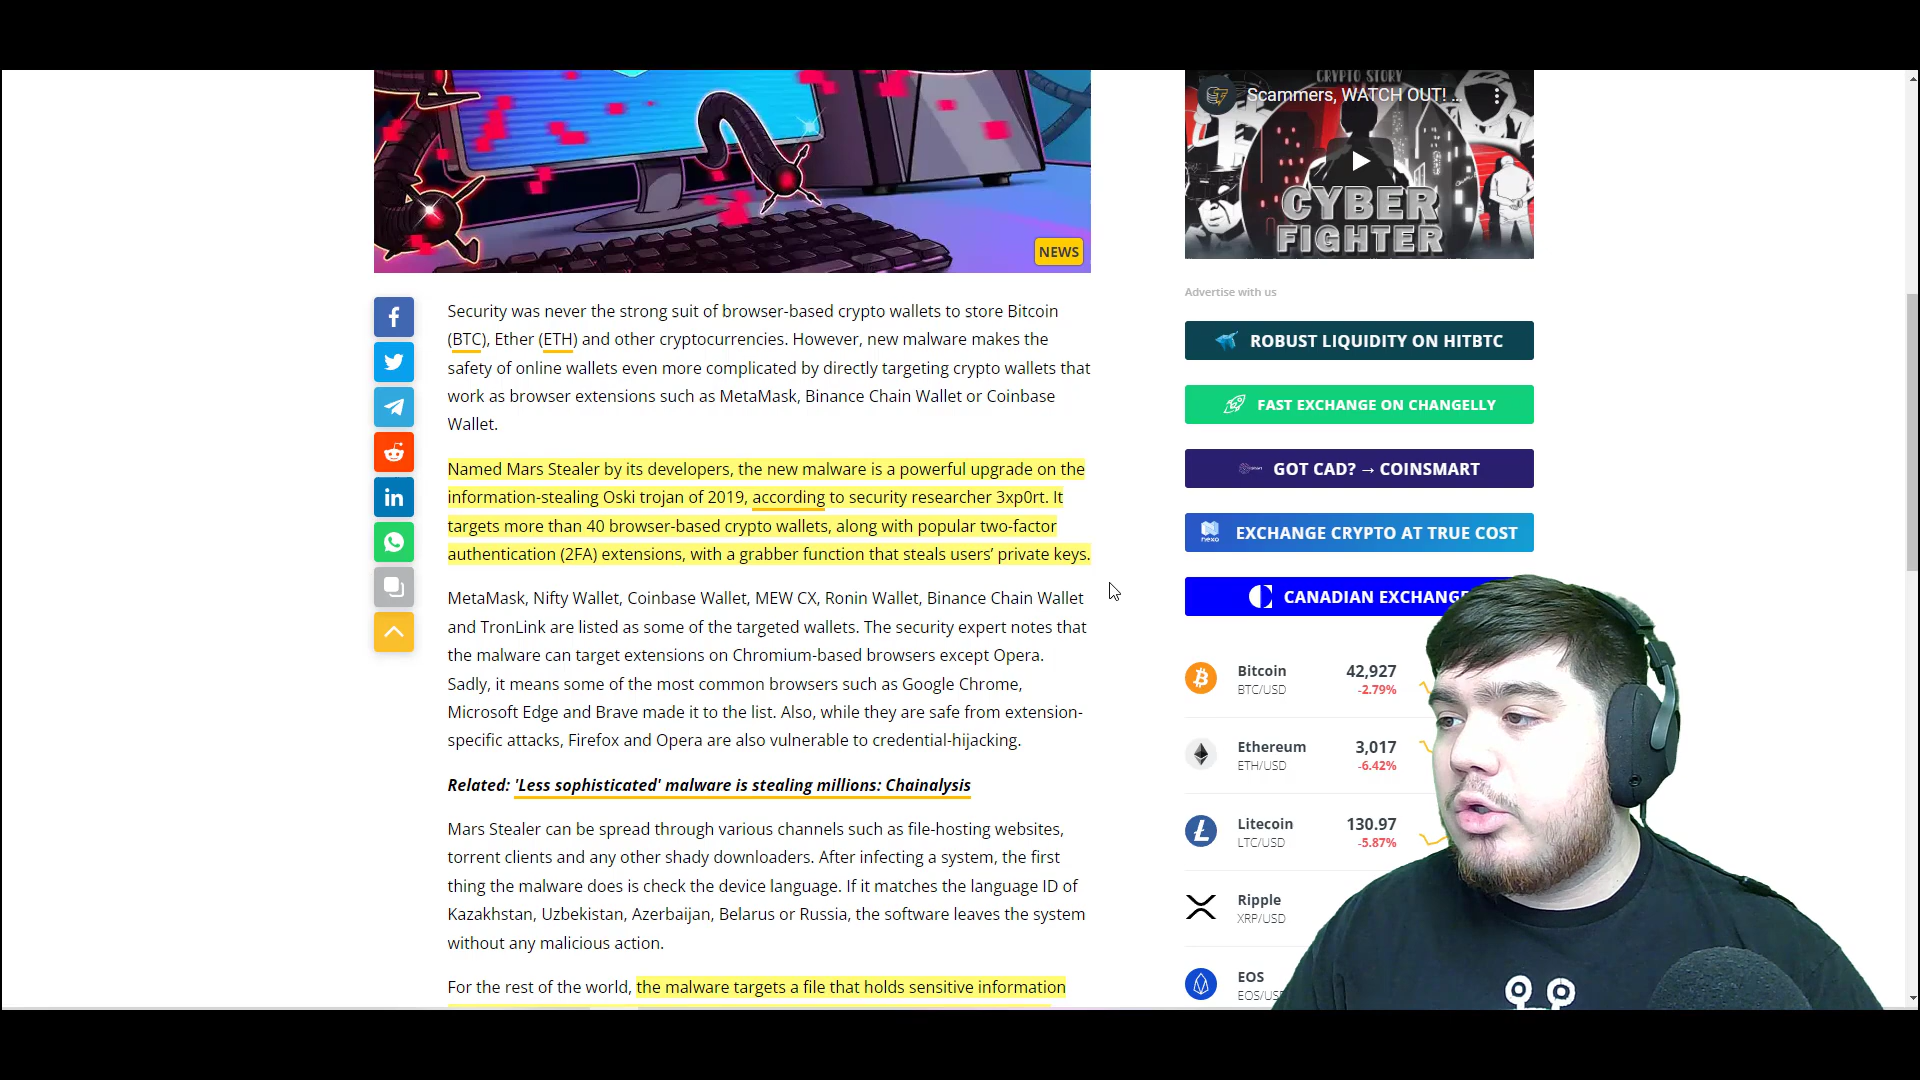 NEWS
Security was never the strong suit of browser-based crypto wallets to store Bitcoin
(BTC), Ether (ETH) and other cryptocurrencies. However, new malware makes the
safety of online wallets even more complicated by directly targeting crypto wallets that
work as browser extensions such as MetaMask, Binance Chain Wallet or Coinbase
Wallet.
Named Mars Stealer by its developers, the new malware is a powerful upgrade on the
information-stealing Oski trojan of 2019, according to security researcher 3xp0rt. It
targets more than 40 browser-based crypto wallets, along with popular two-factor
authentication (2FA) extensions, with a grabber function that steals users’ private keys.
MetaMask, Nifty Wallet, Coinbase Wallet, MEW CX, Ronin Wallet, Binance Chain Wallet
and TronLink are listed as some of the targeted wallets. The security expert notes that
the malware can target extensions on Chromium-based browsers except Opera.
Sadly, it means some of the most common browsers such as Google Chrome,
Microsoft Edge and Brave made it to the list. Also, while they are safe from extension-
specific attacks, Firefox and Opera are also vulnerable to credential-hijacking.
Related: 'Less sophisticated' malware is stealing millions: Chainalysis
Mars Stealer can be spread through various channels such as file-hosting websites,
torrent clients and any other shady downloaders. After infecting a system, the first
thing the malware does is check the device language. If it matches the language ID of
Kazakhstan, Uzbekistan, Azerbaijan, Belarus or Russia, the software leaves the system
without any malicious action.
For the rest of the world, the malware targets a file that holds sensitive information
CRYPTO STORY
Scammers, WATCH OUT! ...
CYBER
FIGHTER
Advertise with us
ROBUST LIQUIDITY ON HITBTC
FAST EXCHANGE ON CHANGELLY
GOT CAD? → COINSMART
nexo EXCHANGE CRYPTO AT TRUE COST
CANADIAN EXCHANGE
Bitcoin 42,927
BTC/USD -2.79%
Ethereum 3,017
ETH/USD -6.42%
Litecoin 130.97
LTC/USD -5.87%
Ripple
XRP/USD
EOS
EOS/USD